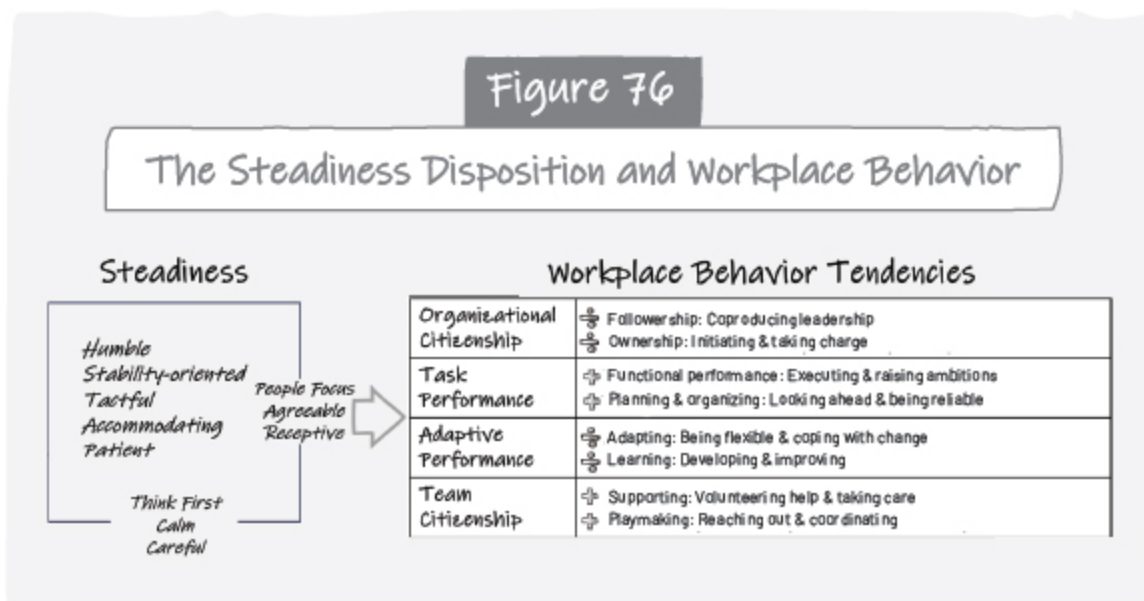 Figure 76
The Steadiness Disposition and Workplace Behavior
Steadiness
Humble
Stability-oriented
Tactful
Accommodating
Patient
People Focus
Agreeable
Receptive
Think First
Calm
Careful
Workplace Behavior Tendencies
Organizational
Citizenship
Followership: Coproducing leadership
Ownership: Initiating & taking charge
Task
Performance
Functional performance: Executing & raising ambitions
Planning & organizing: Looking ahead & being reliable
Adaptive
Performance
Adapting: Being flexible & coping with change
Learning: Developing & improving
Team
Citizenship
Supporting: Volunteering help & taking care
Playmaking: Reaching out & coordinating